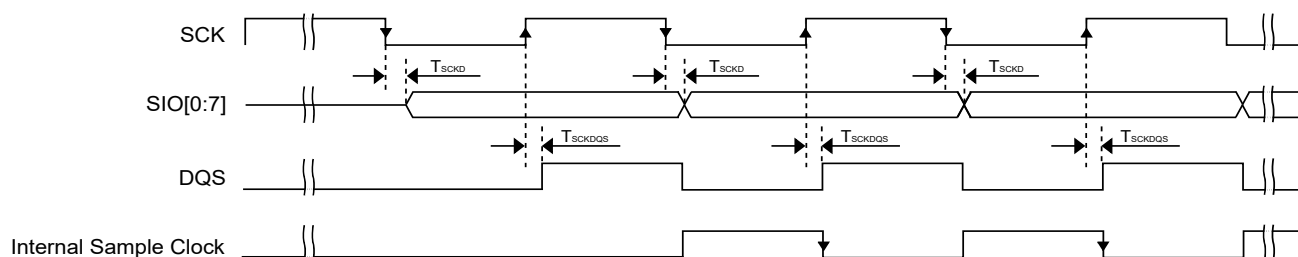 SCK
TSCKD TSCKD TSCKD
SIO[0:7]
TSCKDQS TSCKDQS TSCKDQS
DQS
Internal Sample Clock